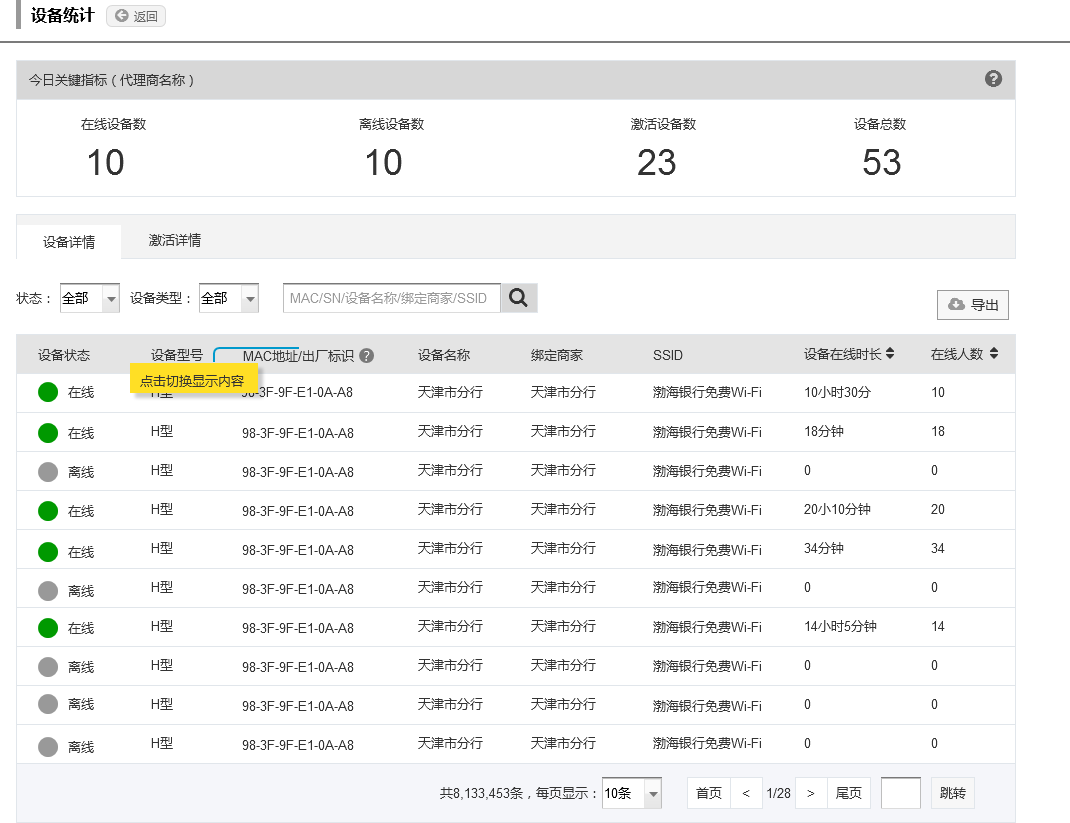 设备统计 返回
今日关键指标（代理商名称）
在线设备数 离线设备数 激活设备数 设备总数
10 10 23 53
设备详情 激活详情
状态： 全部 设备类型： 全部 MAC/SN/设备名称/绑定商家/SSID
导出
设备状态 设备型号 MAC地址/出厂标识 设备名称 绑定商家 SSID 设备在线时长 在线人数
点击切换显示内容
在线 H型 98-3F-9F-E1-0A-A8 天津市分行 天津市分行 渤海银行免费Wi-Fi 10小时30分 10
在线 H型 98-3F-9F-E1-0A-A8 天津市分行 天津市分行 渤海银行免费Wi-Fi 18分钟 18
离线 H型 98-3F-9F-E1-0A-A8 天津市分行 天津市分行 渤海银行免费Wi-Fi 0 0
在线 H型 98-3F-9F-E1-0A-A8 天津市分行 天津市分行 渤海银行免费Wi-Fi 20小10分钟 20
在线 H型 98-3F-9F-E1-0A-A8 天津市分行 天津市分行 渤海银行免费Wi-Fi 34分钟 34
离线 H型 98-3F-9F-E1-0A-A8 天津市分行 天津市分行 渤海银行免费Wi-Fi 0 0
在线 H型 98-3F-9F-E1-0A-A8 天津市分行 天津市分行 渤海银行免费Wi-Fi 14小时5分钟 14
离线 H型 98-3F-9F-E1-0A-A8 天津市分行 天津市分行 渤海银行免费Wi-Fi 0 0
离线 H型 98-3F-9F-E1-0A-A8 天津市分行 天津市分行 渤海银行免费Wi-Fi 0 0
离线 H型 98-3F-9F-E1-0A-A8 天津市分行 天津市分行 渤海银行免费Wi-Fi 0 0
共8,133,453条，每页显示： 10条 首页 < 1/28 > 尾页 跳转